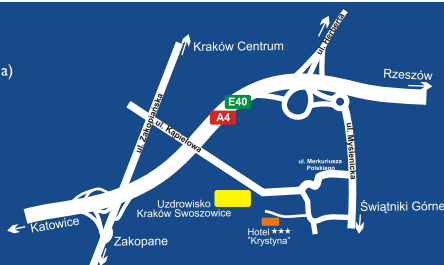 ul. Herberta
Kraków Centrum
a)
Rzeszów
E40
A4
ul. Zakopiańska
ul. Kąpielowa
ul. Myślenicka
ul. Merkuriusza
Polskiego
Uzdrowisko
Kraków Swoszowice
Świątniki Górne
Katowice
Hotel ★★★
"Krystyna"
Zakopane